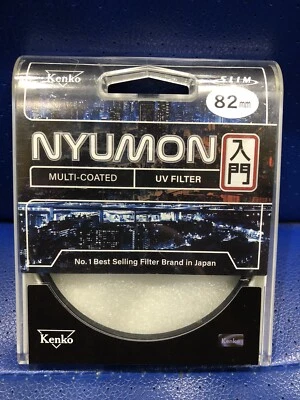 Kenko
SLIM
82mm
NYUMON 入門
MULTI-COATED UV FILTER
No.1 Best Selling Filter Brand in Japan
Kenko
Kenko